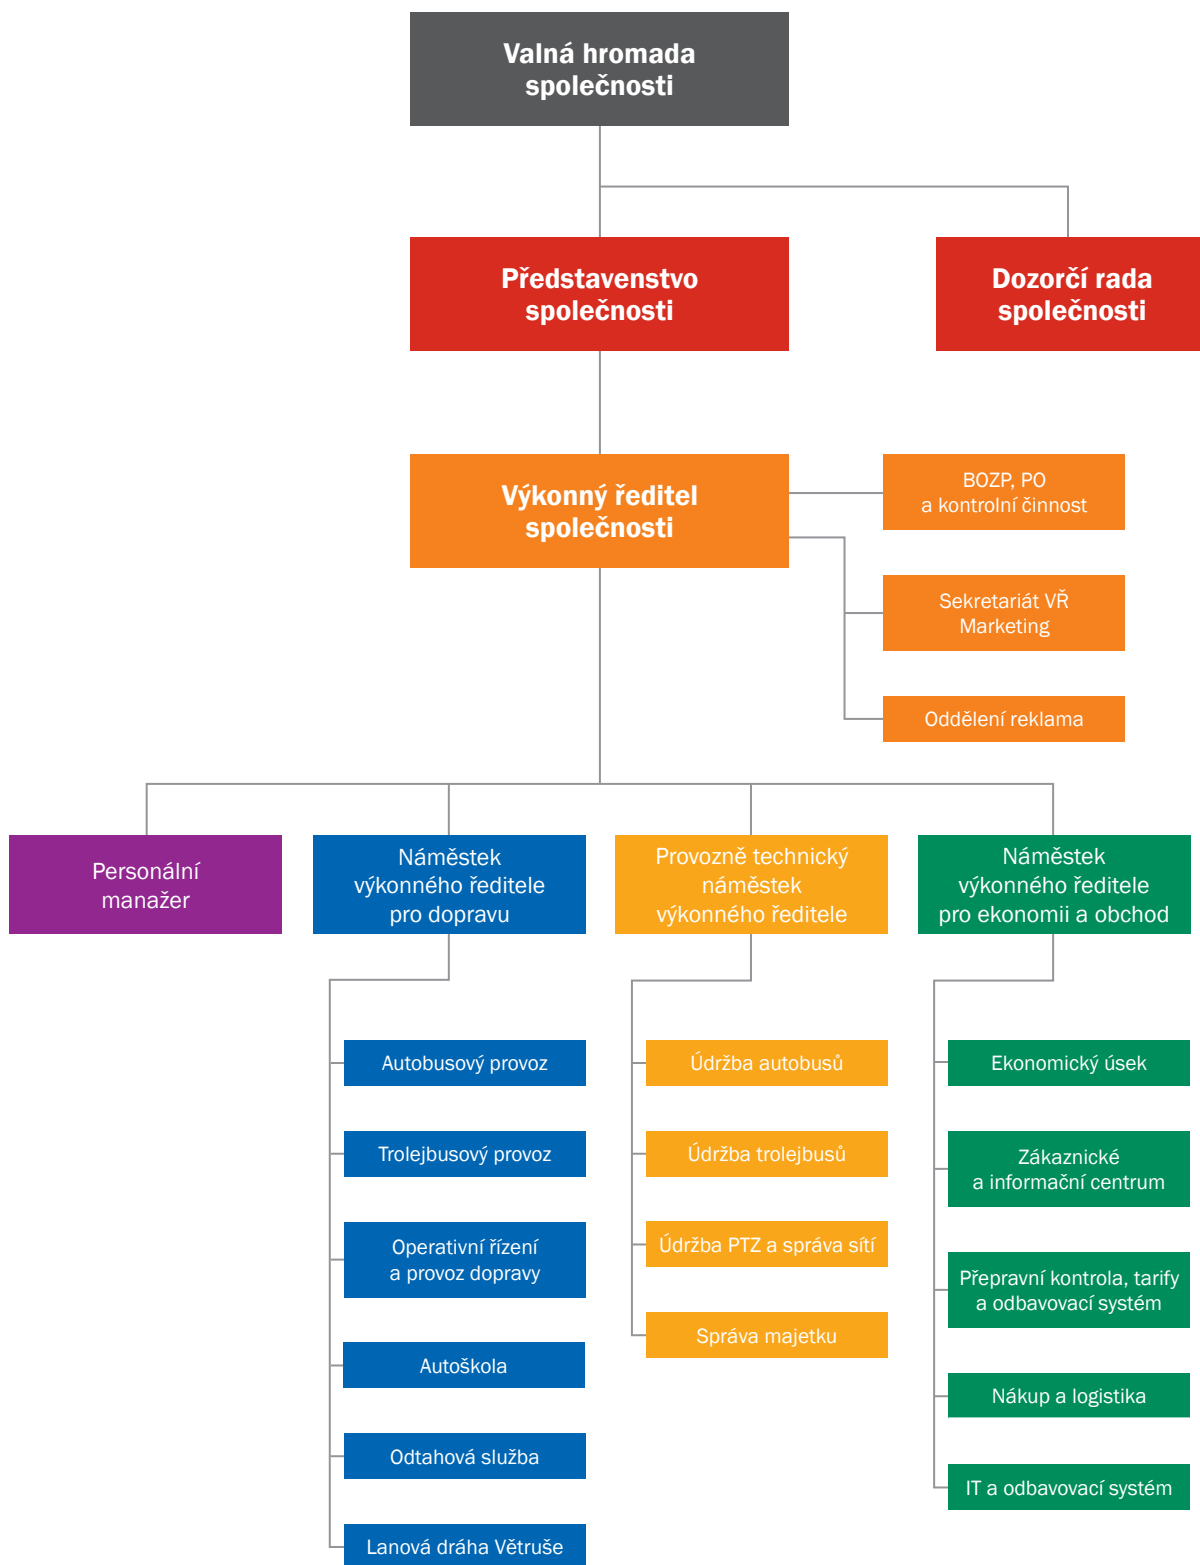 Valná hromada
společnosti
Představenstvo
společnosti
Dozorčí rada
společnosti
Výkonný ředitel
společnosti
BOZP, PO
a kontrolní činnost
Sekretariát VŘ
Marketing
Oddělení reklama
Personální
manažer
Náměstek
výkonného ředitele
pro dopravu
Provozně technický
náměstek
výkonného ředitele
Náměstek
výkonného ředitele
pro ekonomii a obchod
Autobusový provoz
Trolejbusový provoz
Operativní řízení
a provoz dopravy
Autoškola
Odtahová služba
Lanová dráha Větruše
Údržba autobusů
Údržba trolejbusů
Údržba PTZ a správa sítí
Správa majetku
Ekonomický úsek
Zákaznické
a informační centrum
Přepravní kontrola, tarify
a odbavovací systém
Nákup a logistika
IT a odbavovací systém